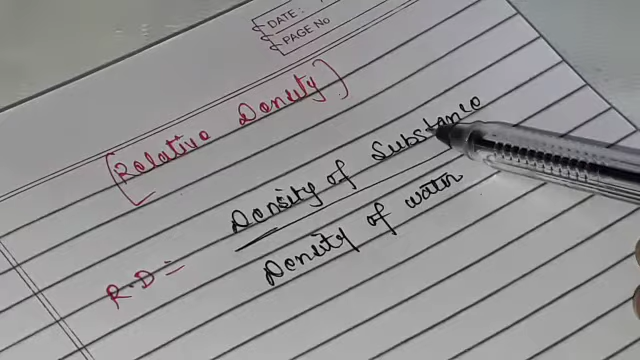 DATE:
PAGE No
(Relative Density)
R.D = Density of Substance
Density of water